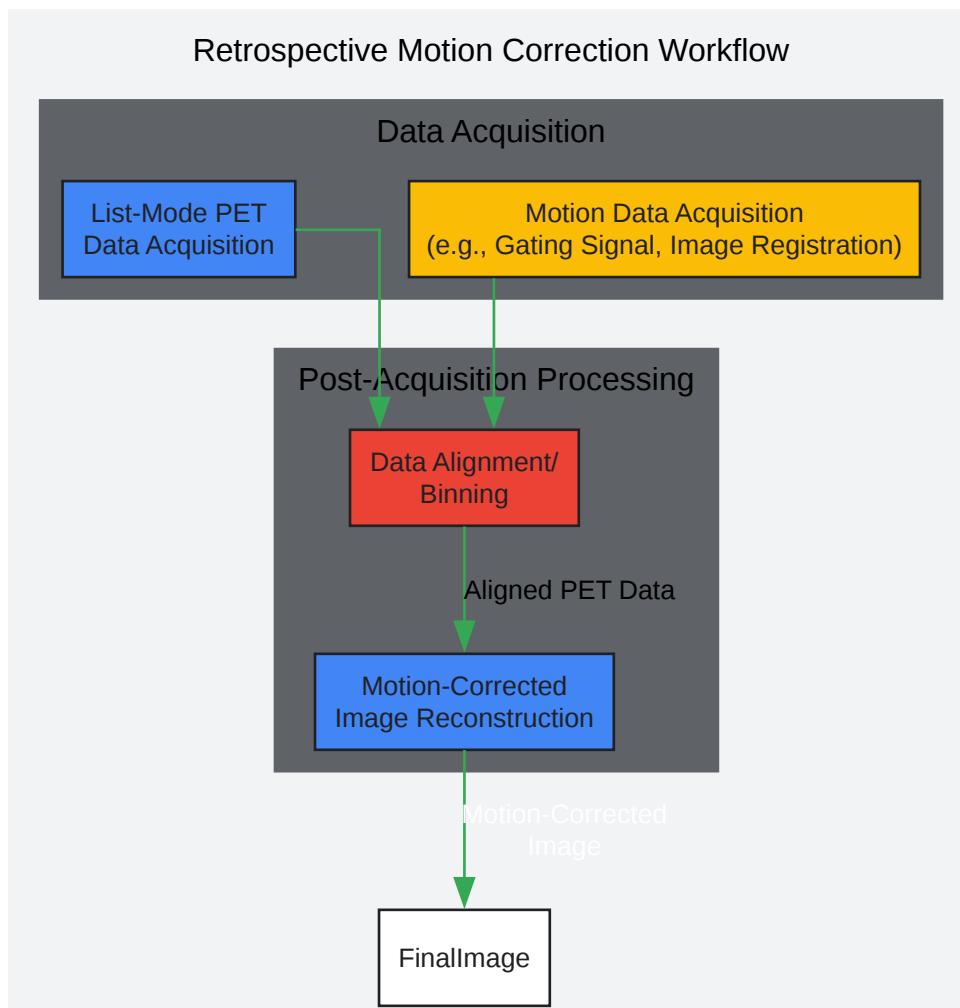 Retrospective Motion Correction Workflow
Data Acquisition
List-Mode PET
Data Acquisition
Motion Data Acquisition
(e.g., Gating Signal, Image Registration)
Post-Acquisition Processing
Data Alignment/
Binning
Aligned PET Data
Motion-Corrected
Image Reconstruction
Motion-Corrected
Image
FinalImage